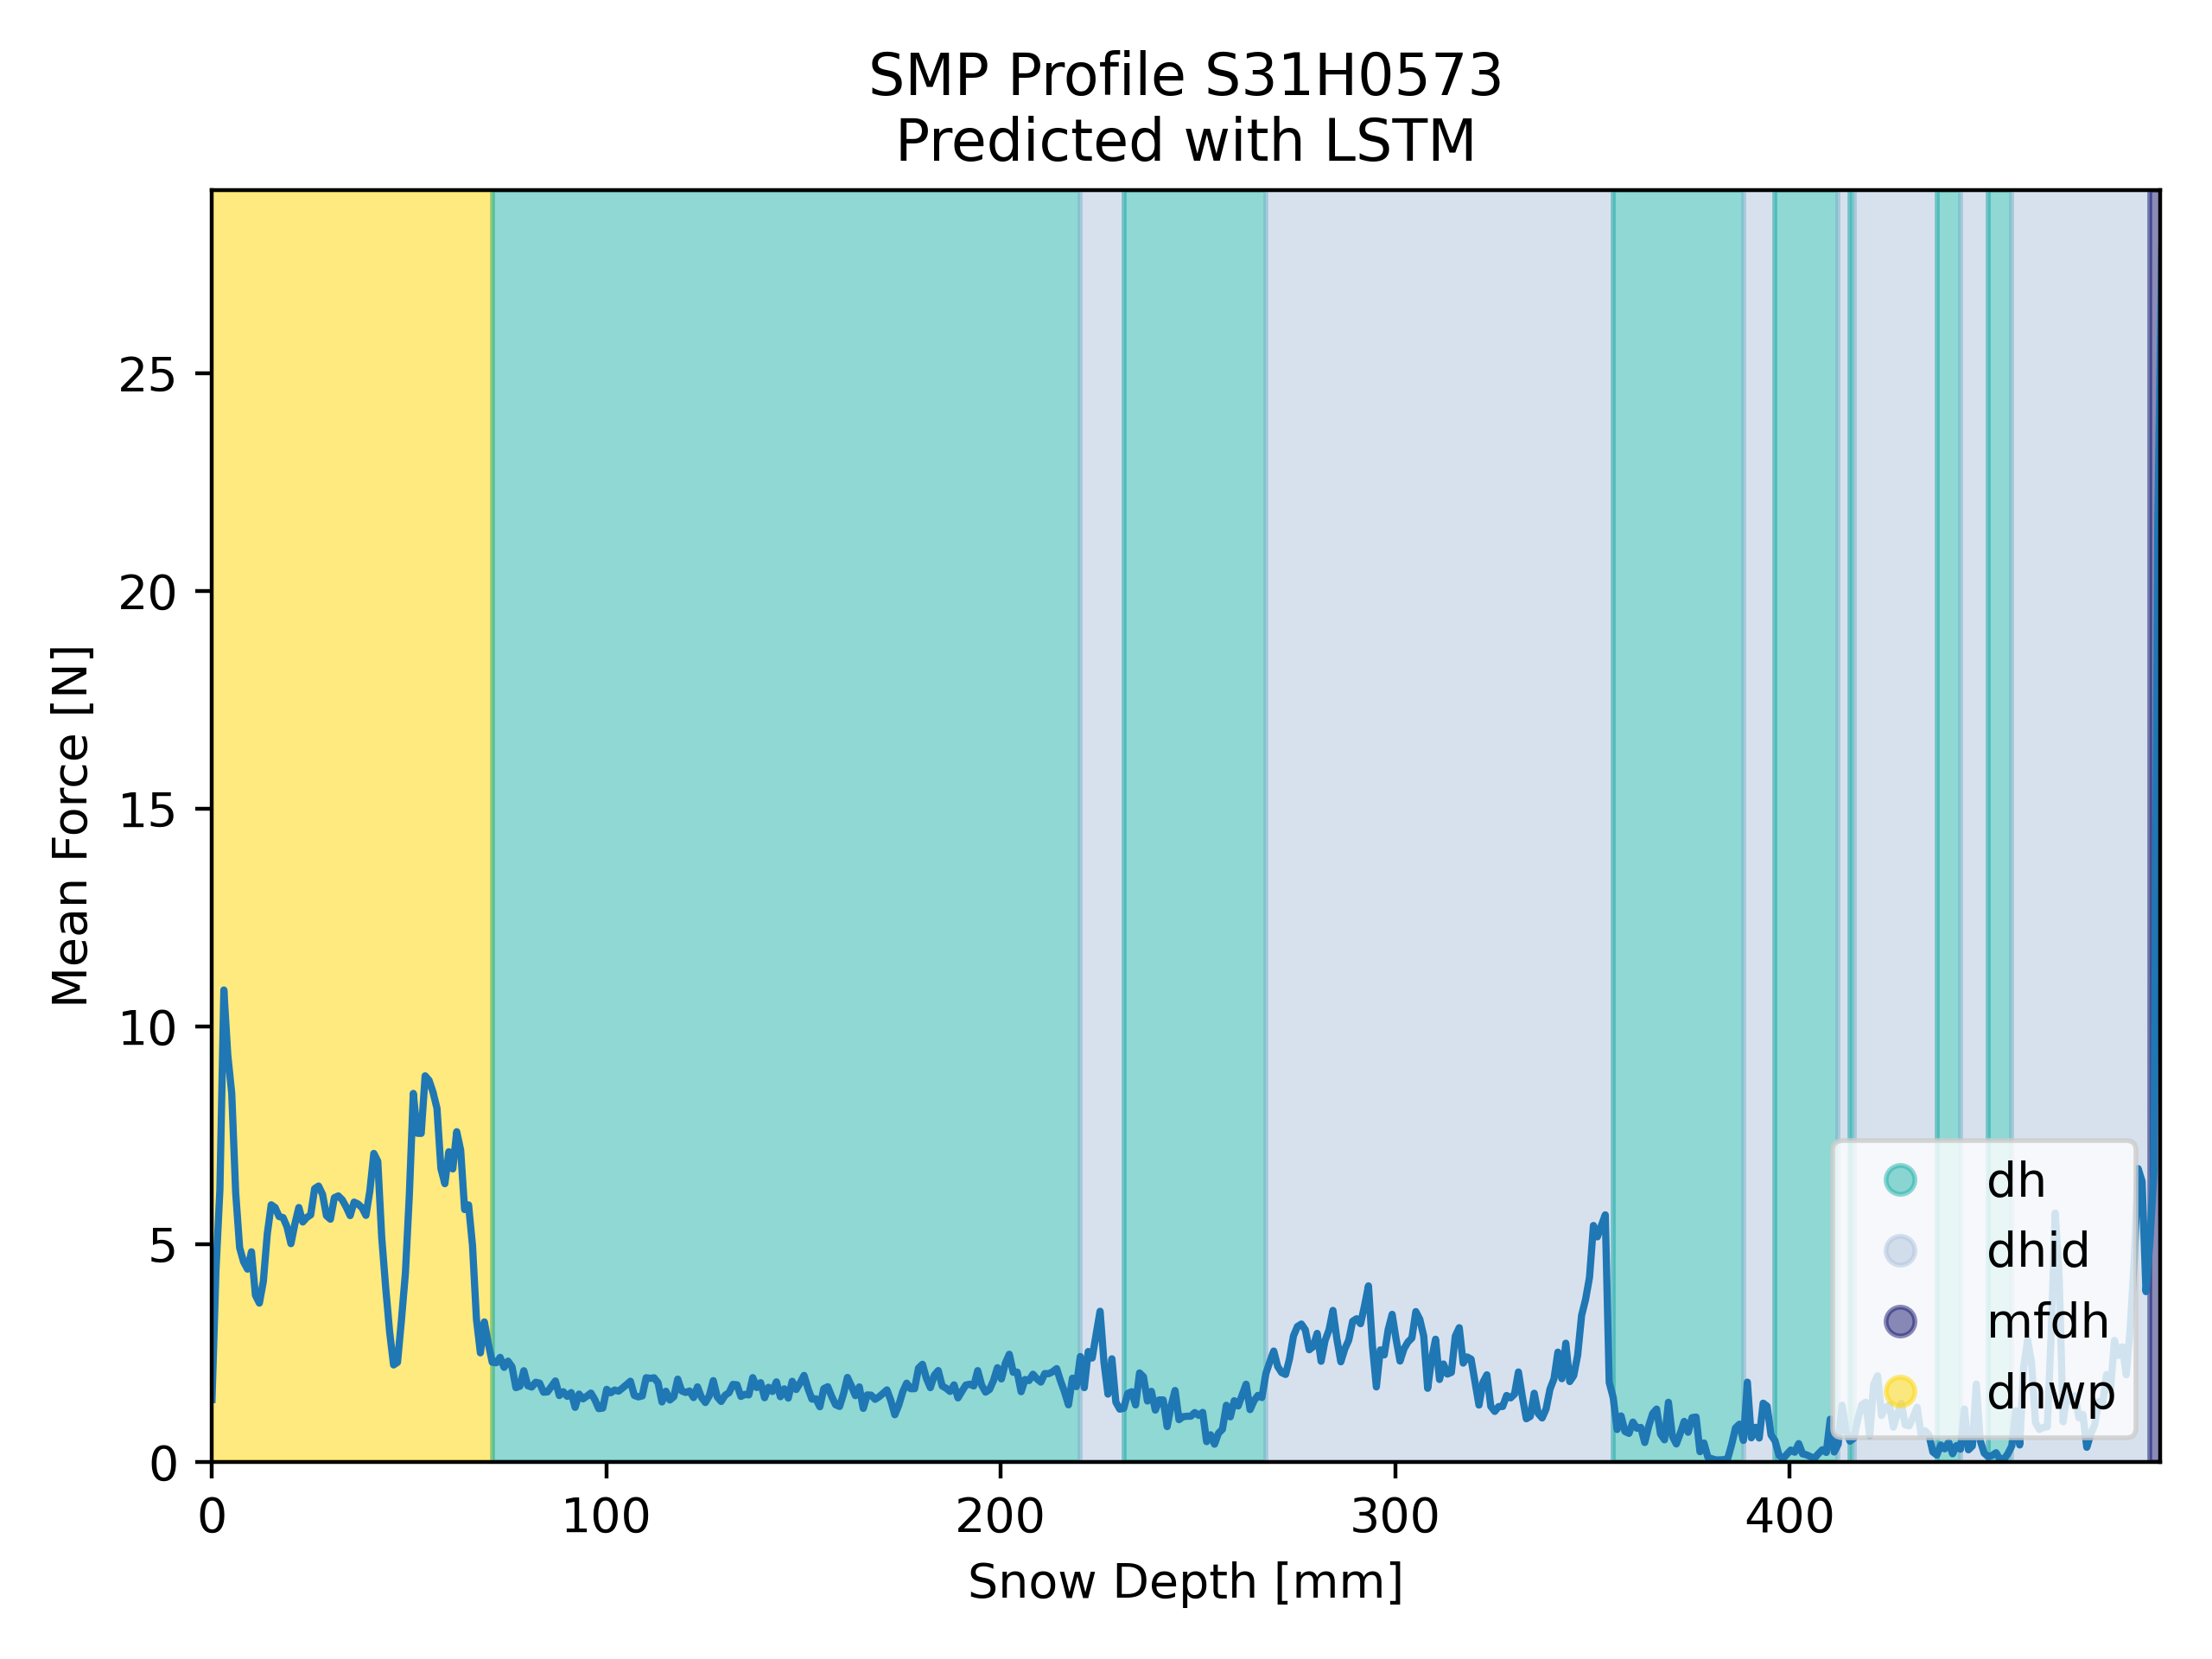 SMP Profile S31H0573
Predicted with LSTM
Mean Force [N]
25
20
15
10
5
0
0 100 200 300 400
Snow Depth [mm]
dh
dhid
mfdh
dhwp